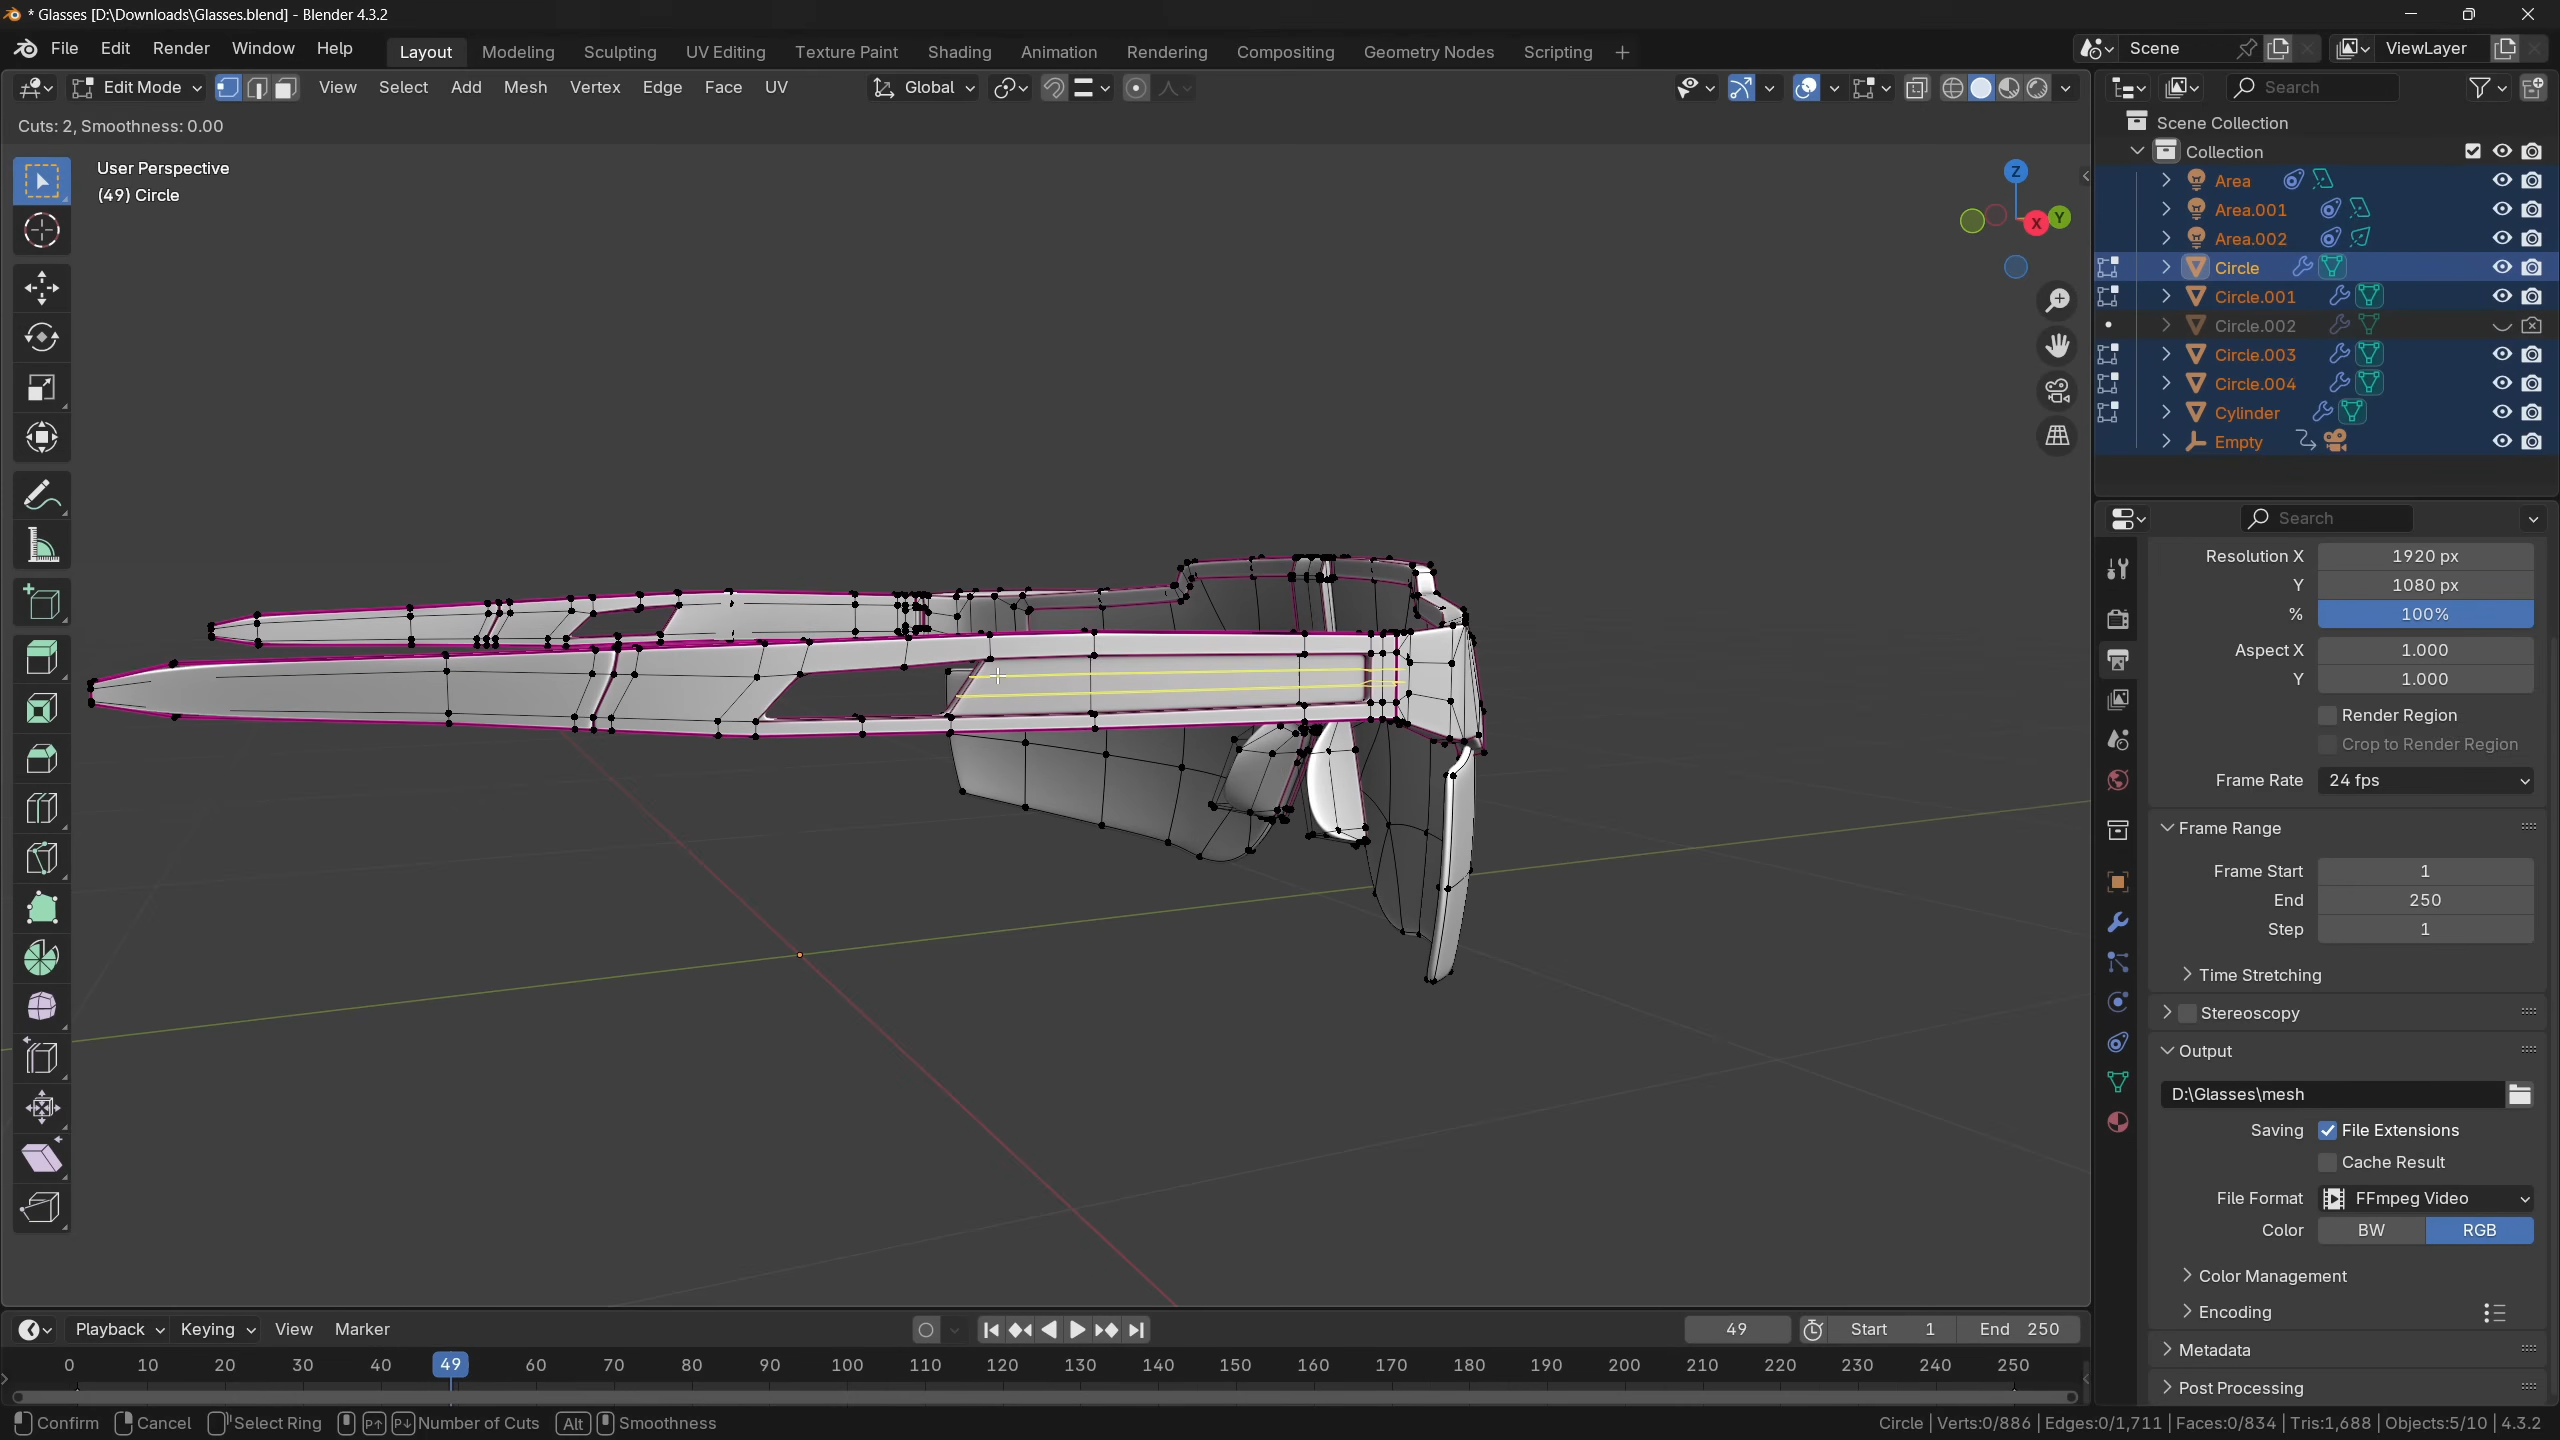 * Glasses [D:\Downloads\Glasses.blend] - Blender 4.3.2
File Edit Render Window Help
Layout Modeling Sculpting UV Editing Texture Paint Shading Animation Rendering Compositing Geometry Nodes Scripting
Scene
ViewLayer
Edit Mode
View Select Add Mesh Vertex Edge Face UV
Global
Search
Cuts: 2, Smoothness: 0.00
User Perspective
(49) Circle
Z
X
Y
Scene Collection
Collection
Area
Area.001
Area.002
Circle
Circle.001
Circle.002
Circle.003
Circle.004
Cylinder
Empty
Search
Resolution X 1920 px
Y 1080 px
% 100%
Aspect X 1.000
Y 1.000
Render Region
Crop to Render Region
Frame Rate 24 fps
Frame Range
Frame Start 1
End 250
Step 1
Time Stretching
Stereoscopy
Output
D:\Glasses\mesh
Saving File Extensions
Cache Result
File Format FFmpeg Video
Color BW RGB
Color Management
Encoding
Metadata
Post Processing
Playback Keying View Marker
49 Start 1 End 250
0 10 20 30 40 49 60 70 80 90 100 110 120 130 140 150 160 170 180 190 200 210 220 230 240 250
Confirm Cancel Select Ring P↑ P↓ Number of Cuts Alt Smoothness
Circle | Verts:0/886 | Edges:0/1,711 | Faces:0/834 | Tris:1,688 | Objects:5/10 | 4.3.2